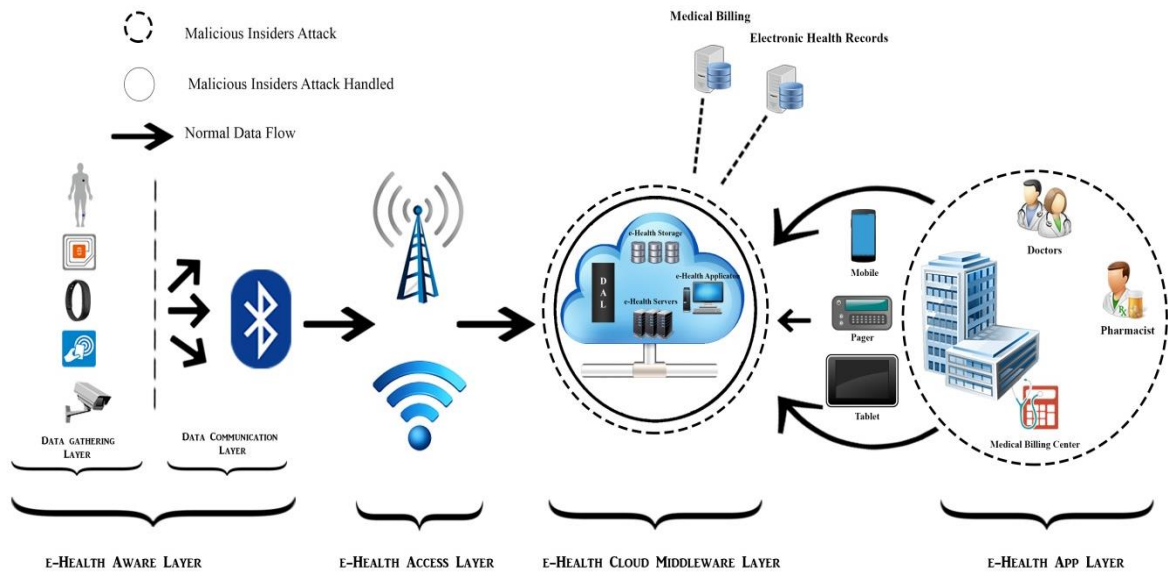 Malicious Insiders Attack
Malicious Insiders Attack Handled
Normal Data Flow
Medical Billing
Electronic Health Records
e-Health Storage
DAL
e-Health Application
e-Health Servers
Mobile
Pager
Tablet
Doctors
Pharmacist
Rx
Medical Billing Center
DATA GATHERING
LAYER
DATA COMMUNICATION
LAYER
E-HEALTH AWARE LAYER
E-HEALTH ACCESS LAYER
E-HEALTH CLOUD MIDDLEWARE LAYER
E-HEALTH APP LAYER